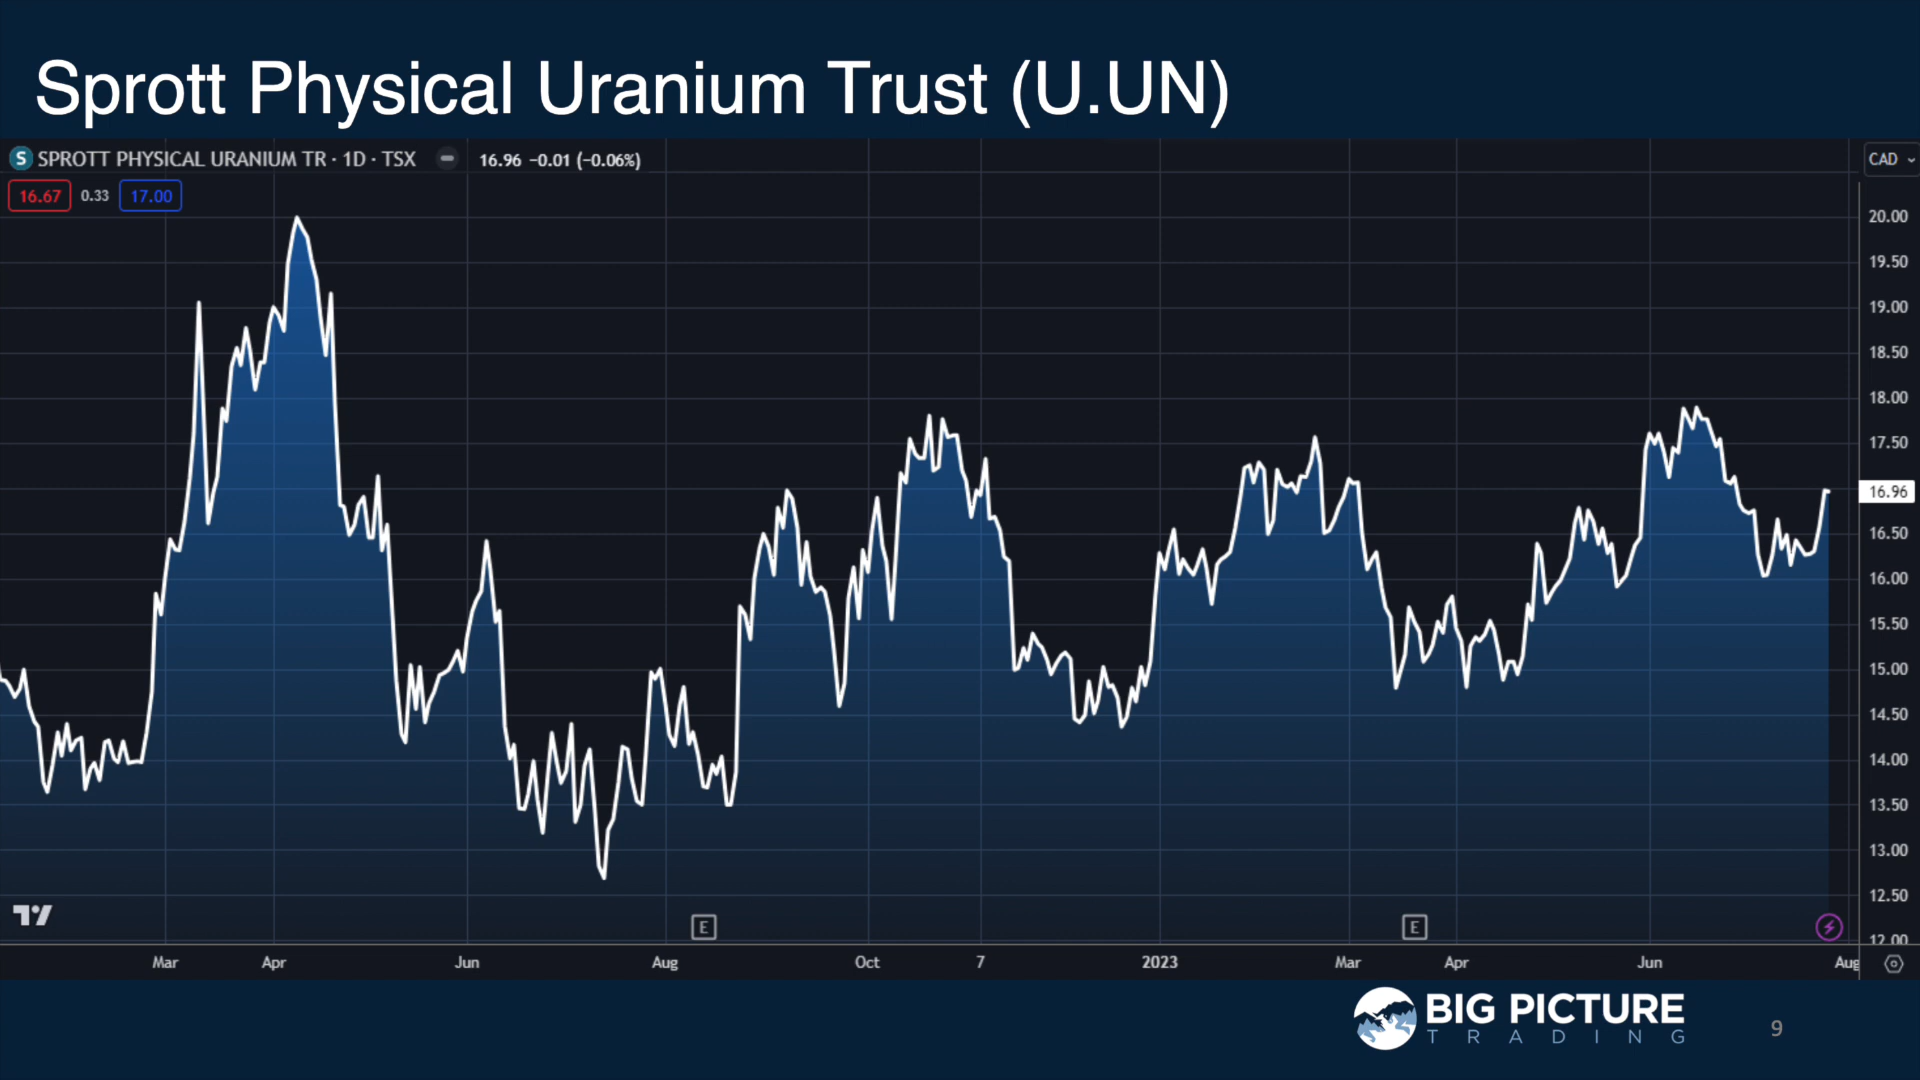 Sprott Physical Uranium Trust (U.UN)
S SPROTT PHYSICAL URANIUM TR · 1D · TSX 16.96 −0.01 (−0.06%)
CAD
16.67 0.33 17.00
20.00
19.50
19.00
18.50
18.00
17.50
16.96
16.50
16.00
15.50
15.00
14.50
14.00
13.50
13.00
12.50
12.00
E E
Mar Apr Jun Aug Oct 7 2023 Mar Apr Jun Aug
BIG PICTURE
TRADING
9